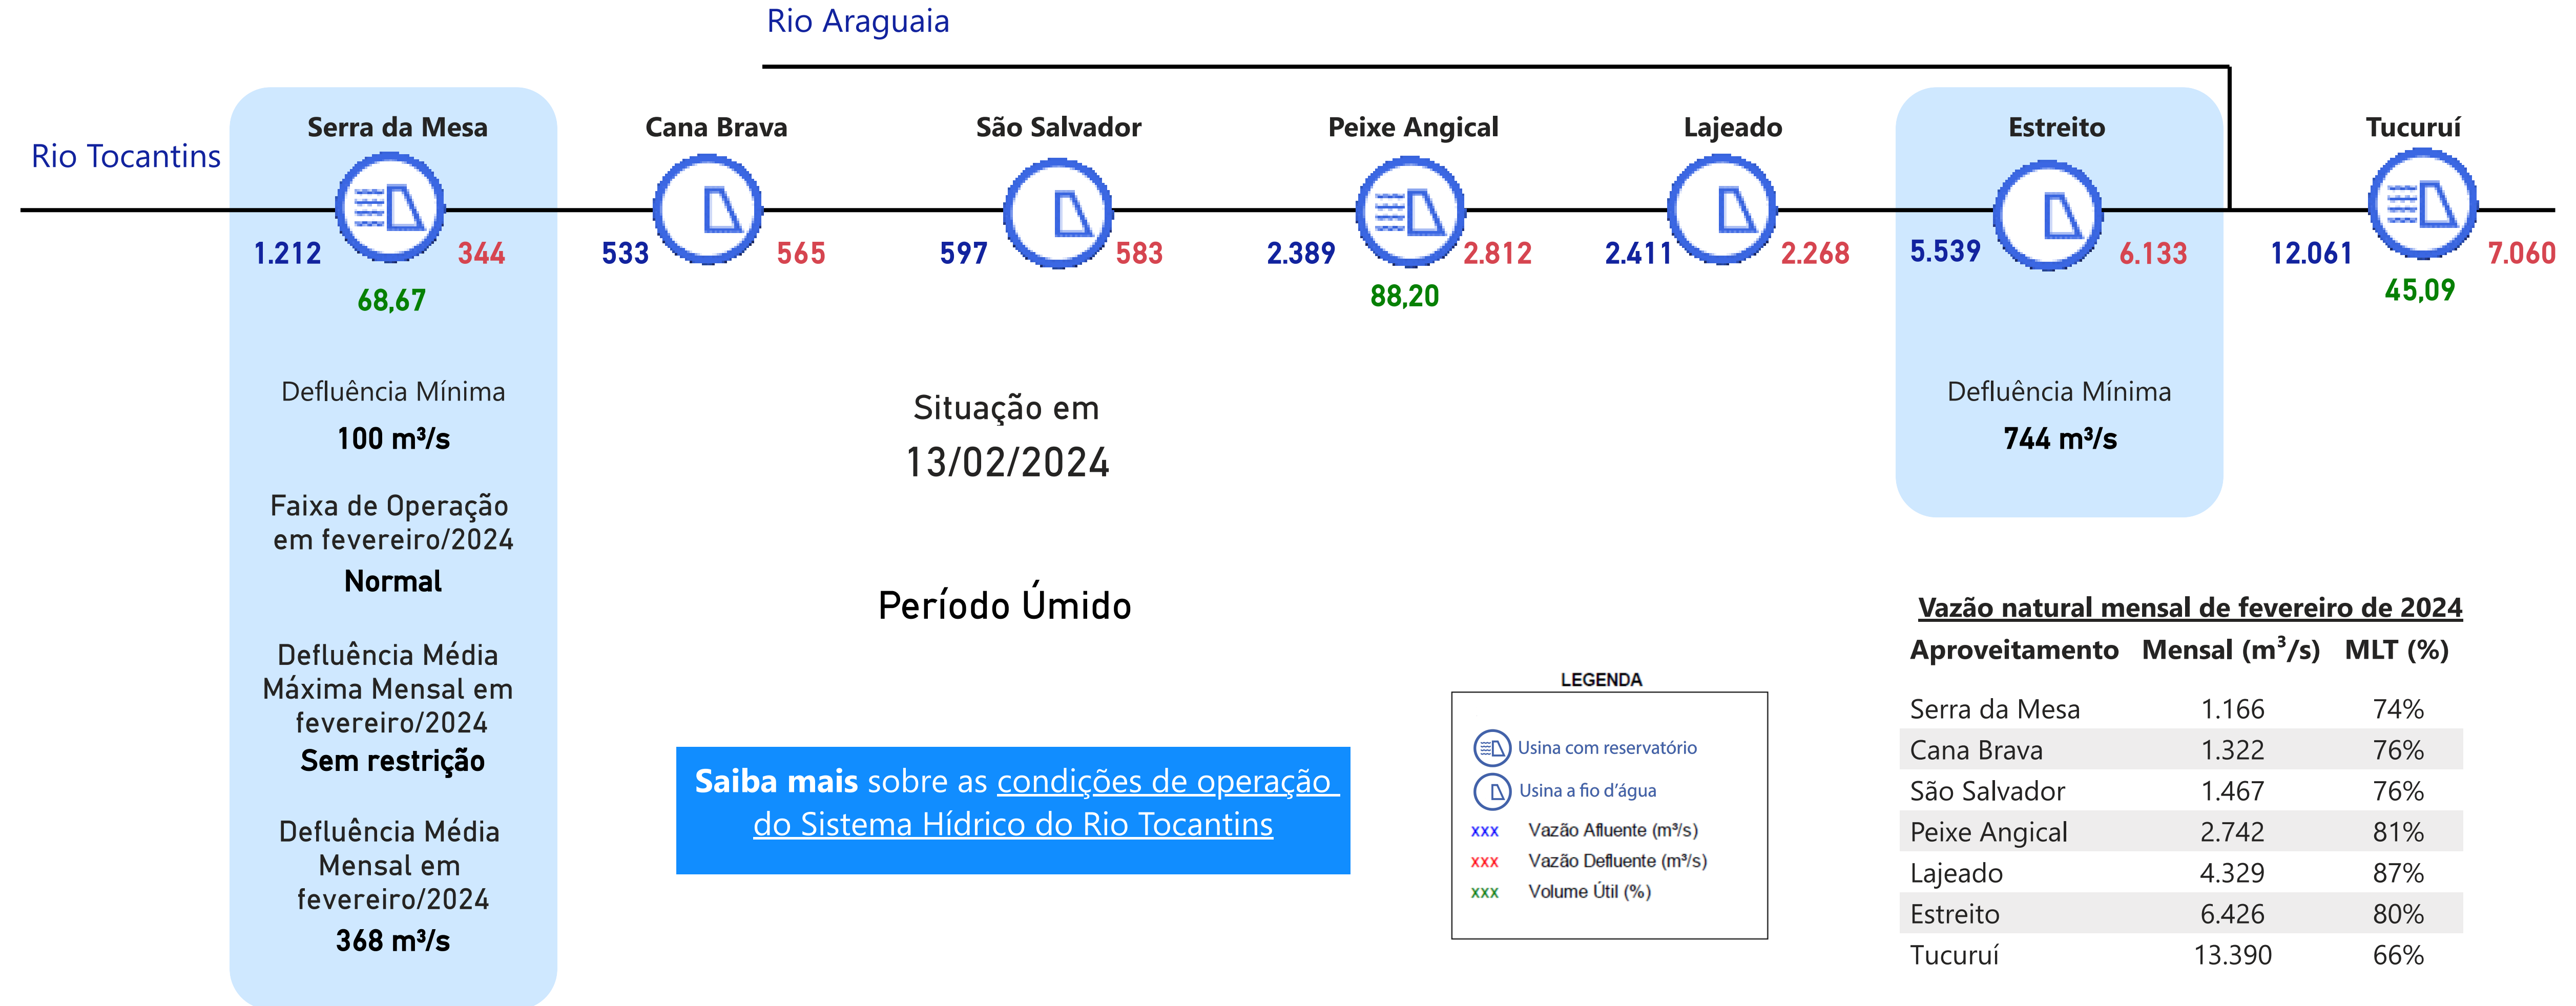 Rio Araguaia
Rio Tocantins
Serra da Mesa
Cana Brava
São Salvador
Peixe Angical
Lajeado
Estreito
Tucuruí
1.212 344
533 565
597 583
2.389 2.812
2.411 2.268
5.539 6.133
12.061 7.060
68,67
88,20
45,09
Defluência Mínima
100 m³/s
Faixa de Operação
em fevereiro/2024
Normal
Defluência Média
Máxima Mensal em
fevereiro/2024
Sem restrição
Defluência Média
Mensal em
fevereiro/2024
368 m³/s
Situação em
13/02/2024
Período Úmido
Saiba mais sobre as condições de operação
do Sistema Hídrico do Rio Tocantins
Defluência Mínima
744 m³/s
LEGENDA
Usina com reservatório
Usina a fio d'água
xxx Vazão Afluente (m³/s)
xxx Vazão Defluente (m³/s)
xxx Volume Útil (%)
Vazão natural mensal de fevereiro de 2024
Aproveitamento Mensal (m³/s) MLT (%)
Serra da Mesa 1.166 74%
Cana Brava 1.322 76%
São Salvador 1.467 76%
Peixe Angical 2.742 81%
Lajeado 4.329 87%
Estreito 6.426 80%
Tucuruí 13.390 66%